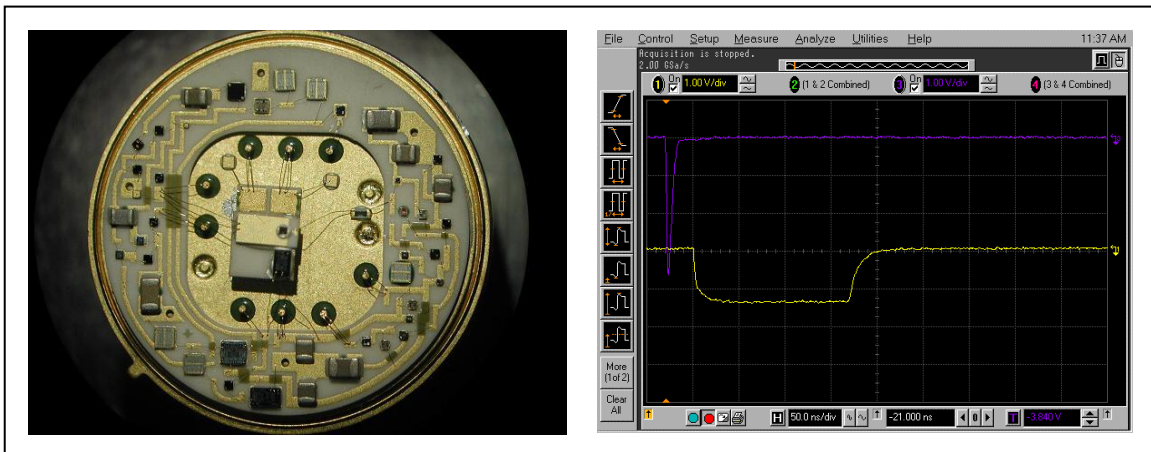 File Control Setup Measure Analyze Utilities Help 11:37 AM
Acquisition is stopped.
2.00 GSa/s
1 On 1.00 V/div 2 (1 & 2 Combined) 3 On 1.00 V/div 4 (3 & 4 Combined)
More
(1of 2)
Clear
All
H 50.0 ns/div -21.000 ns 0 T -3.840 V